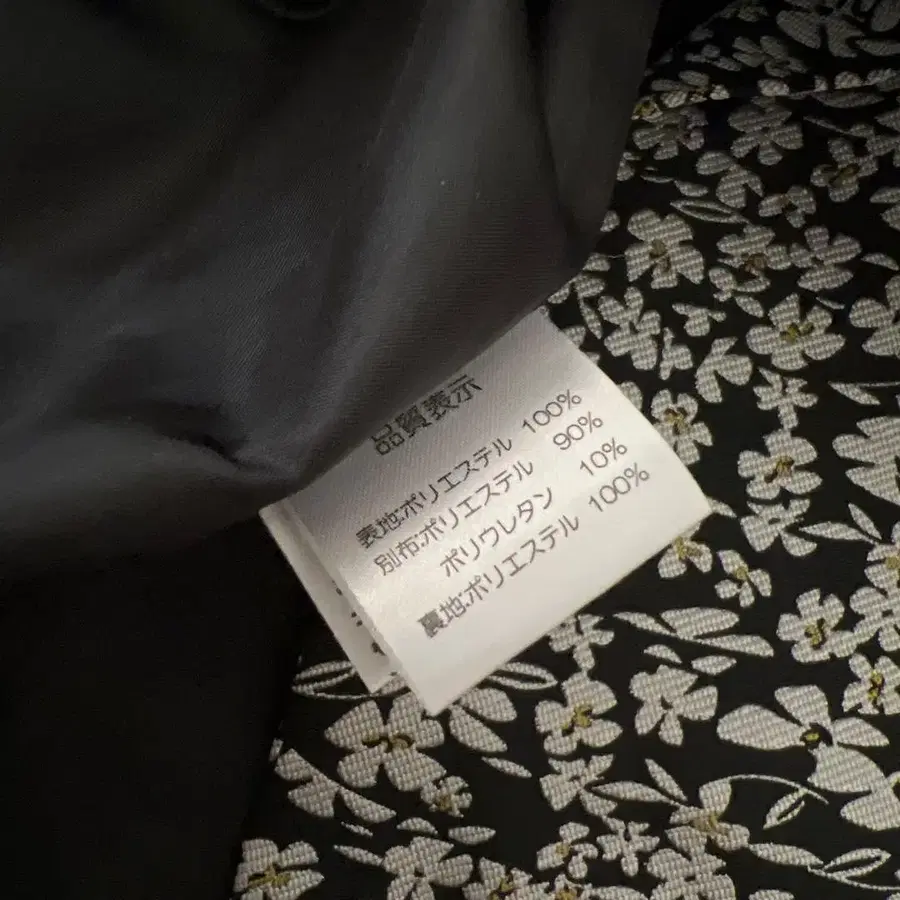 品質表示
表地:ポリエステル 100%
別布:ポリエステル 90%
ポリウレタン 10%
裏地:ポリエステル 100%